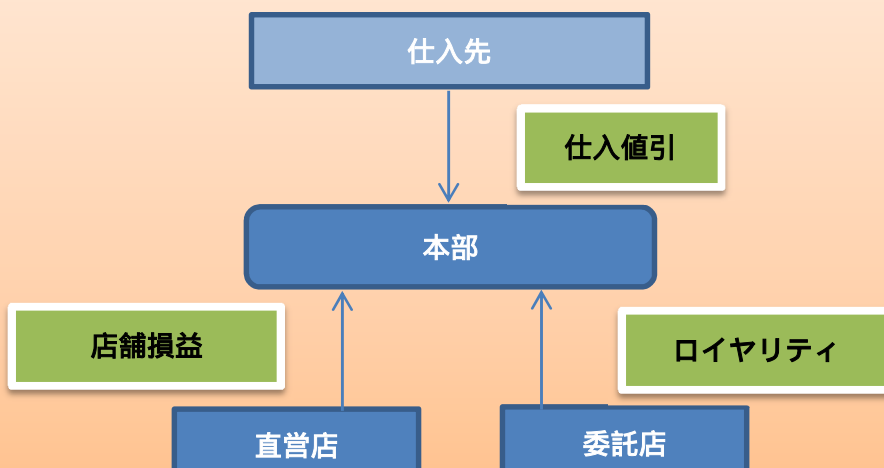 仕入先
仕入値引
本部
店舗損益
ロイヤリティ
直営店
委託店